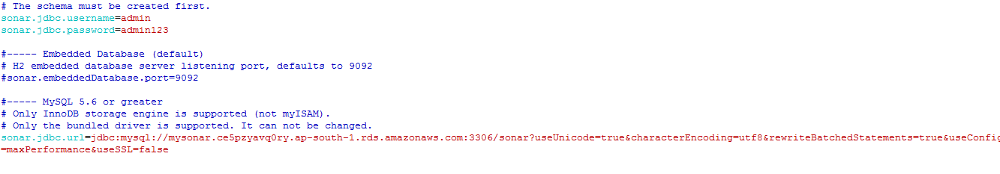 # The schema must be created first.
sonar.jdbc.username=admin
sonar.jdbc.password=admin123
#----- Embedded Database (default)
# H2 embedded database server listening port, defaults to 9092
#sonar.embeddedDatabase.port=9092
#----- MySQL 5.6 or greater
# Only InnoDB storage engine is supported (not myISAM).
# Only the bundled driver is supported. It can not be changed.
sonar.jdbc.url=jdbc:mysql://mysonar.ce5pzyavq0ry.ap-south-1.rds.amazonaws.com:3306/sonar?useUnicode=true&characterEncoding=utf8&rewriteBatchedStatements=true&useConfig
=maxPerformance&useSSL=false